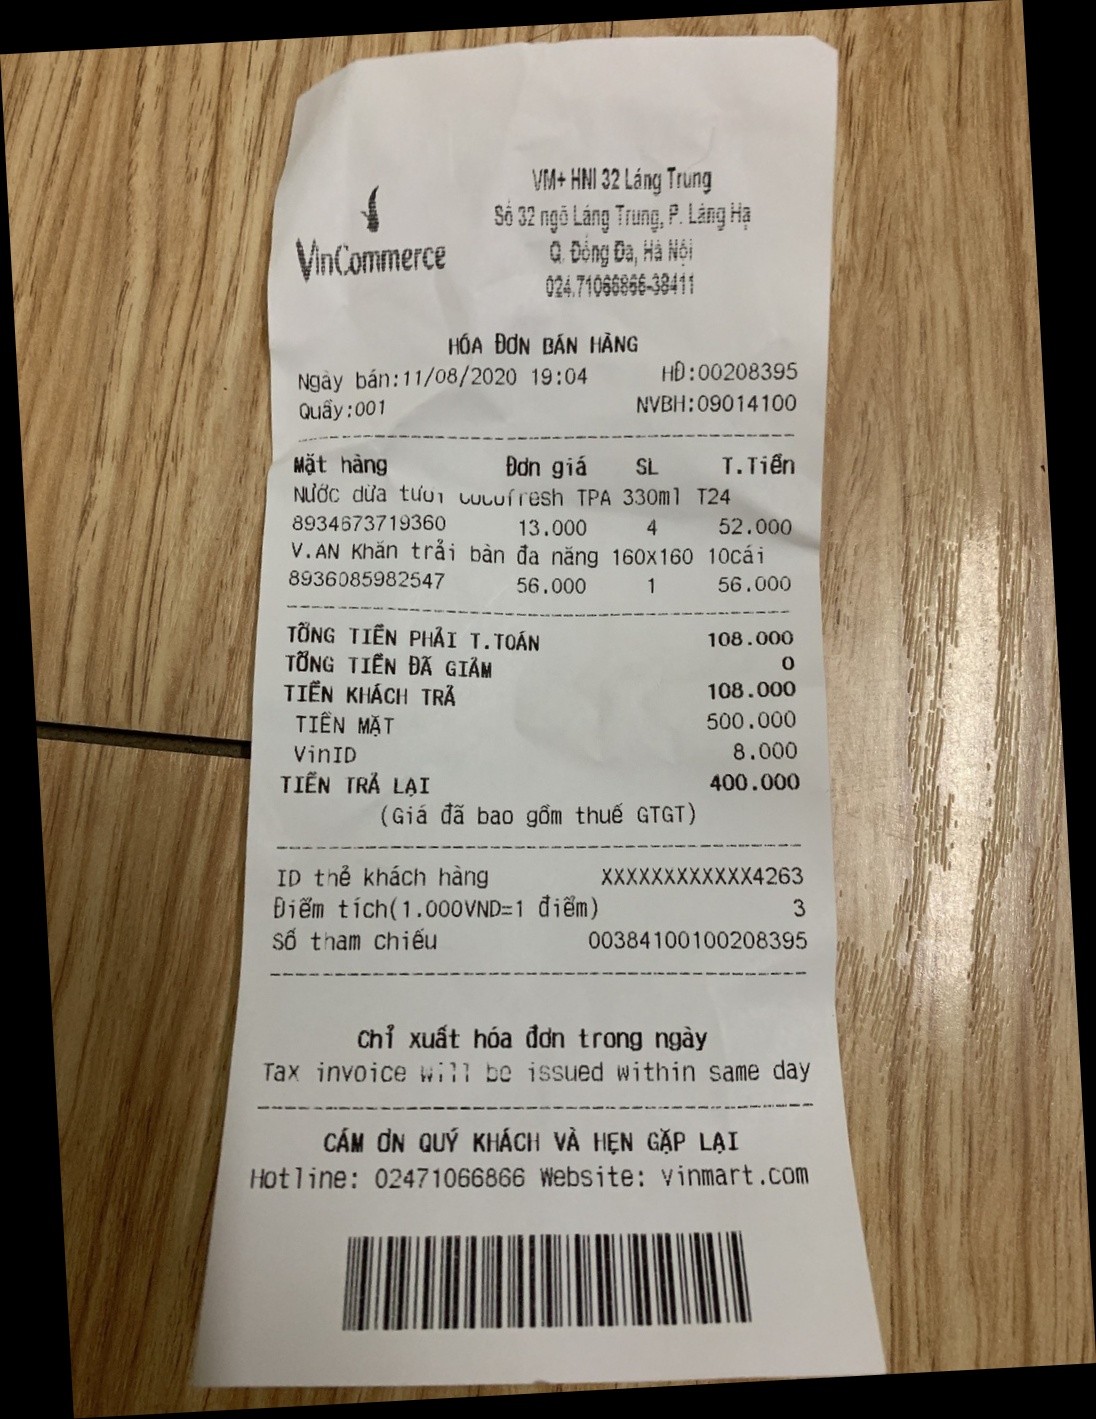 VinCommerce
VM+ HNI 32 Láng Trung
Số 32 ngõ Láng Trung, P. Láng Hạ
Q. Đống Đa, Hà Nội
024.71066866-38411
HÓA ĐƠN BÁN HÀNG
Ngày bán:11/08/2020 19:04 HĐ:00208395
Quầy:001 NVBH:09014100
Mặt hàng Đơn giá SL T.Tiền
Nước dừa tươi Cocofresh TPA 330ml T24
8934673719360 13.000 4 52.000
V.AN Khăn trải bàn đa năng 160x160 10cái
8936085982547 56.000 1 56.000
TỔNG TIỀN PHẢI T.TOÁN 108.000
TỔNG TIỀN ĐÃ GIẢM 0
TIỀN KHÁCH TRẢ 108.000
TIỀN MẶT 500.000
VinID 8.000
TIỀN TRẢ LẠI 400.000
(Giá đã bao gồm thuế GTGT)
ID thẻ khách hàng XXXXXXXXXXXX4263
Điểm tích(1.000VND=1 điểm) 3
Số tham chiếu 00384100100208395
Chỉ xuất hóa đơn trong ngày
Tax invoice will be issued within same day
CÁM ƠN QUÝ KHÁCH VÀ HẸN GẶP LẠI
Hotline: 02471066866 Website: vinmart.com